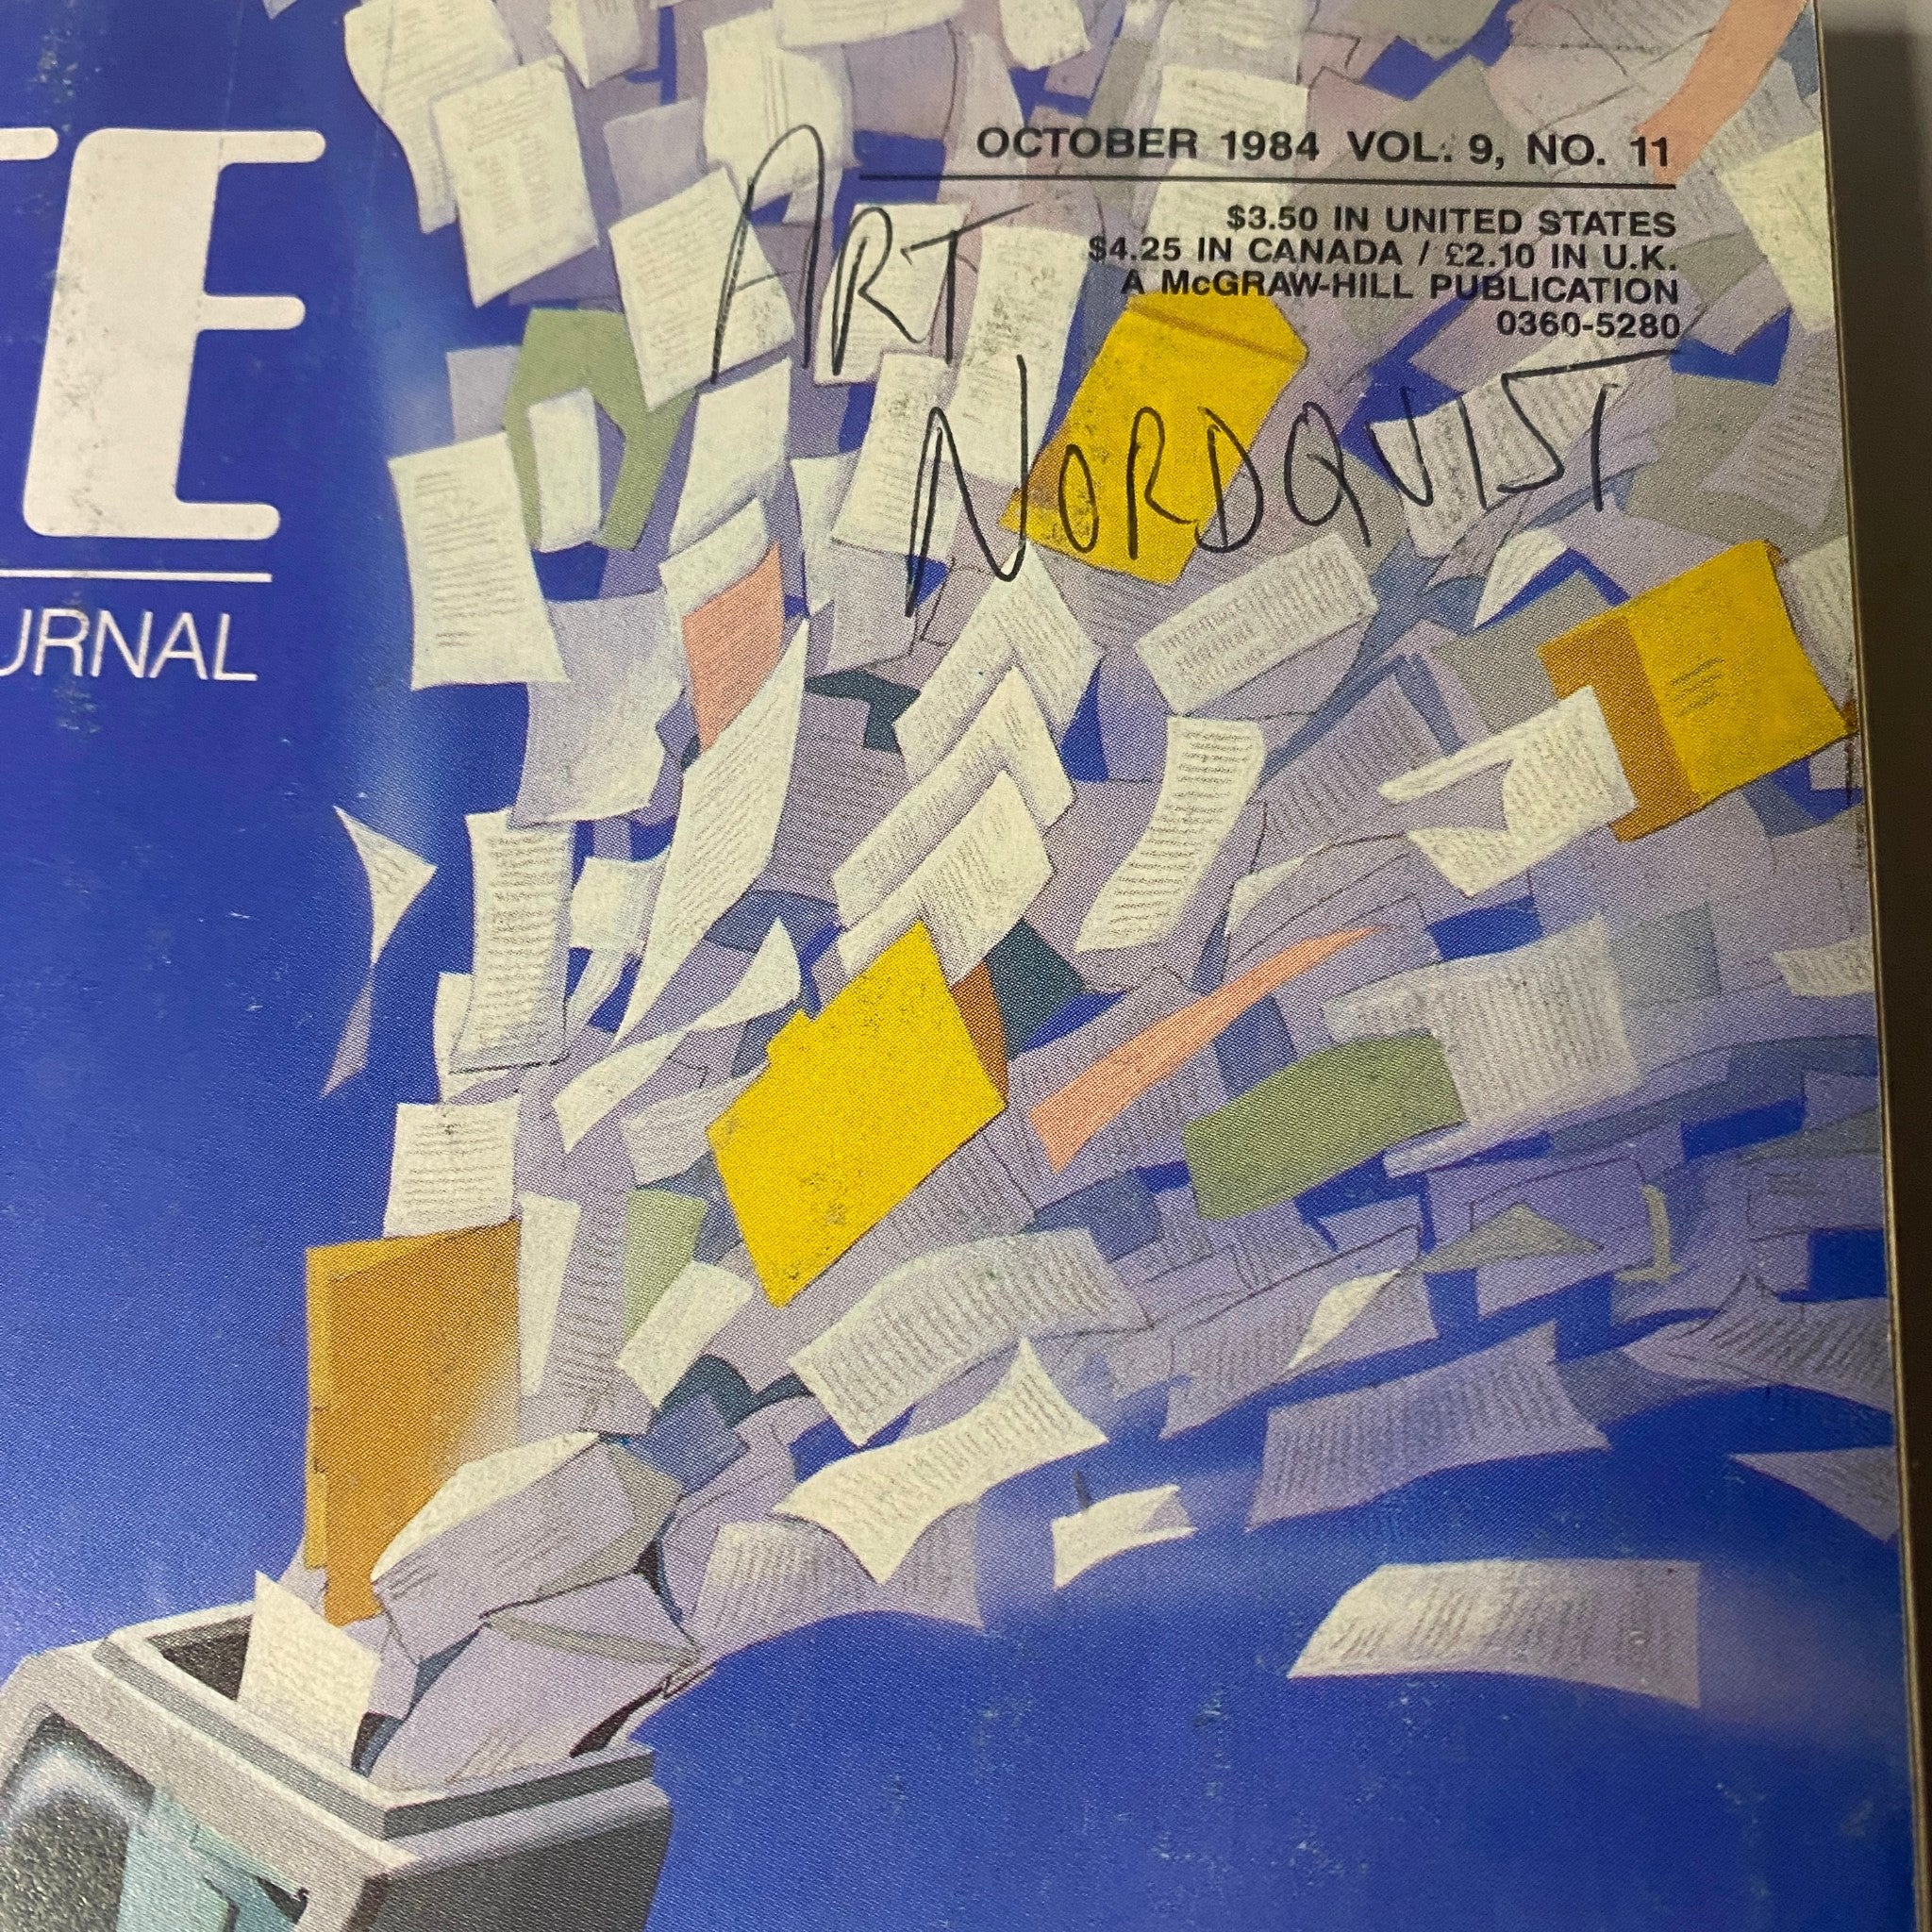 TE
URNAL
OCTOBER 1984 VOL. 9, NO. 11
$3.50 IN UNITED STATES
$4.25 IN CANADA / £2.10 IN U.K.
A McGRAW-HILL PUBLICATION
0360-5280
ART
NORDQVIST